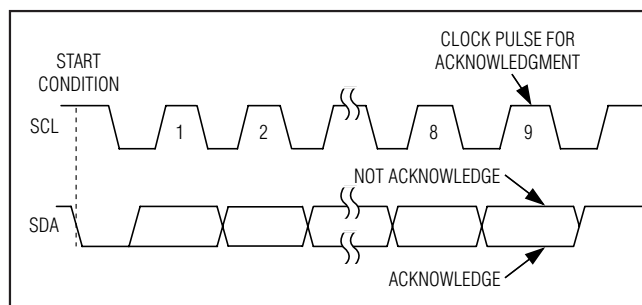 CLOCK PULSE FOR
ACKNOWLEDGMENT
START
CONDITION
SCL
1
2
8
9
NOT ACKNOWLEDGE
SDA
ACKNOWLEDGE